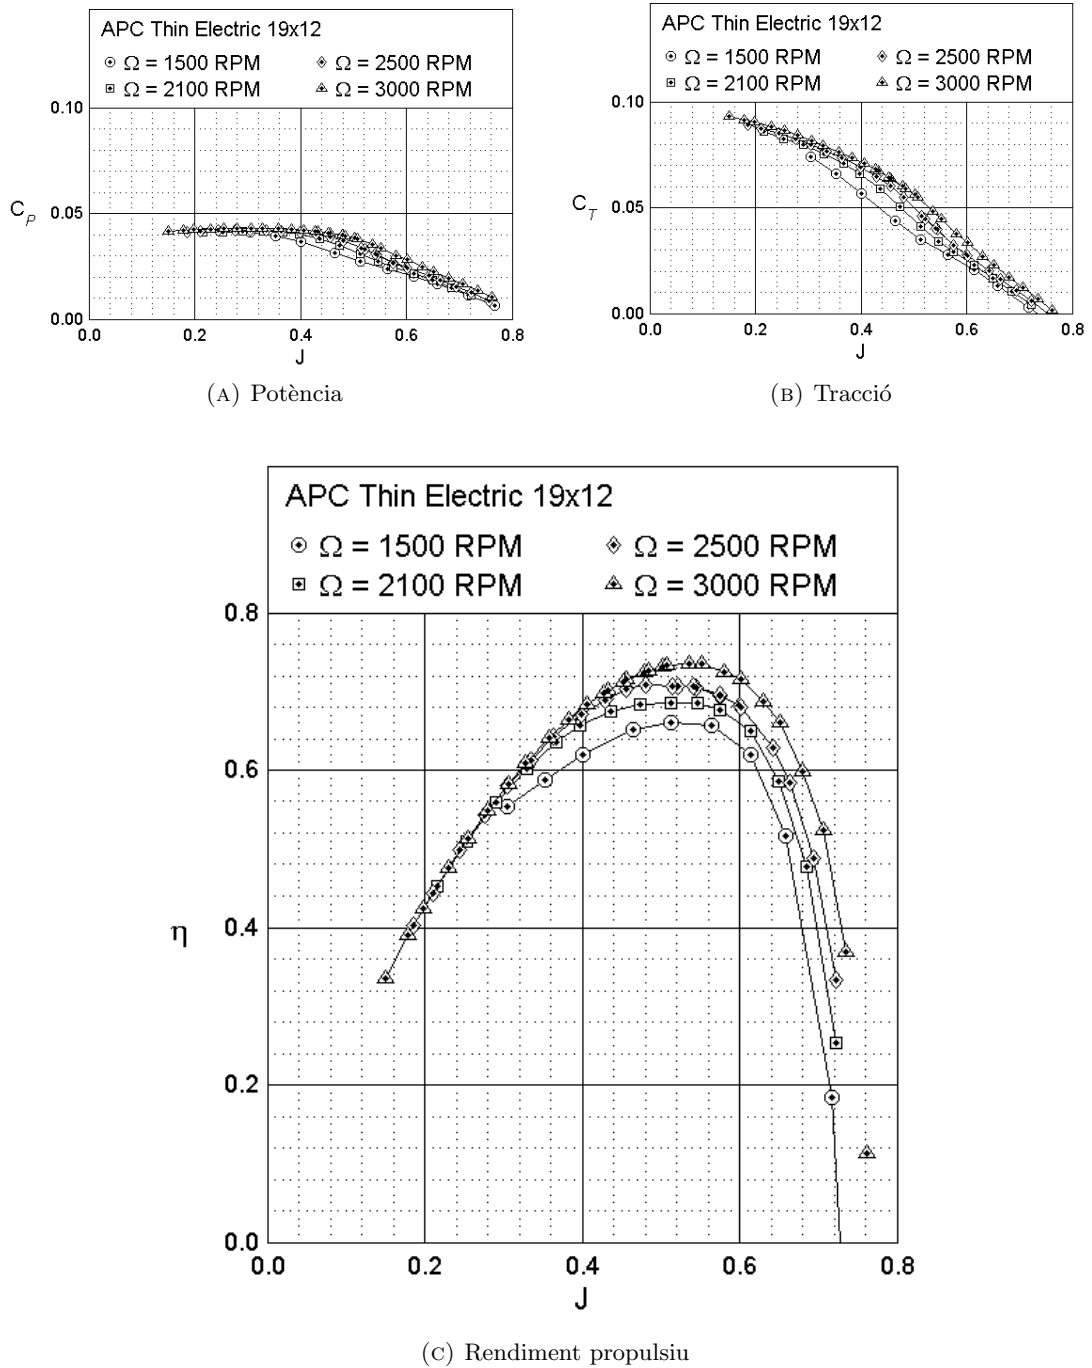 APC Thin Electric 19x12
Ω = 1500 RPM Ω = 2500 RPM
Ω = 2100 RPM Ω = 3000 RPM
0.10
0.05
C_P
0.00
0.0 0.2 0.4 0.6 0.8
J
(A) Potència
APC Thin Electric 19x12
Ω = 1500 RPM Ω = 2500 RPM
Ω = 2100 RPM Ω = 3000 RPM
0.10
0.05
C_T
0.00
0.0 0.2 0.4 0.6 0.8
J
(B) Tracció
APC Thin Electric 19x12
Ω = 1500 RPM Ω = 2500 RPM
Ω = 2100 RPM Ω = 3000 RPM
0.8
0.6
0.4
η
0.2
0.0
0.0 0.2 0.4 0.6 0.8
J
(C) Rendiment propulsiu